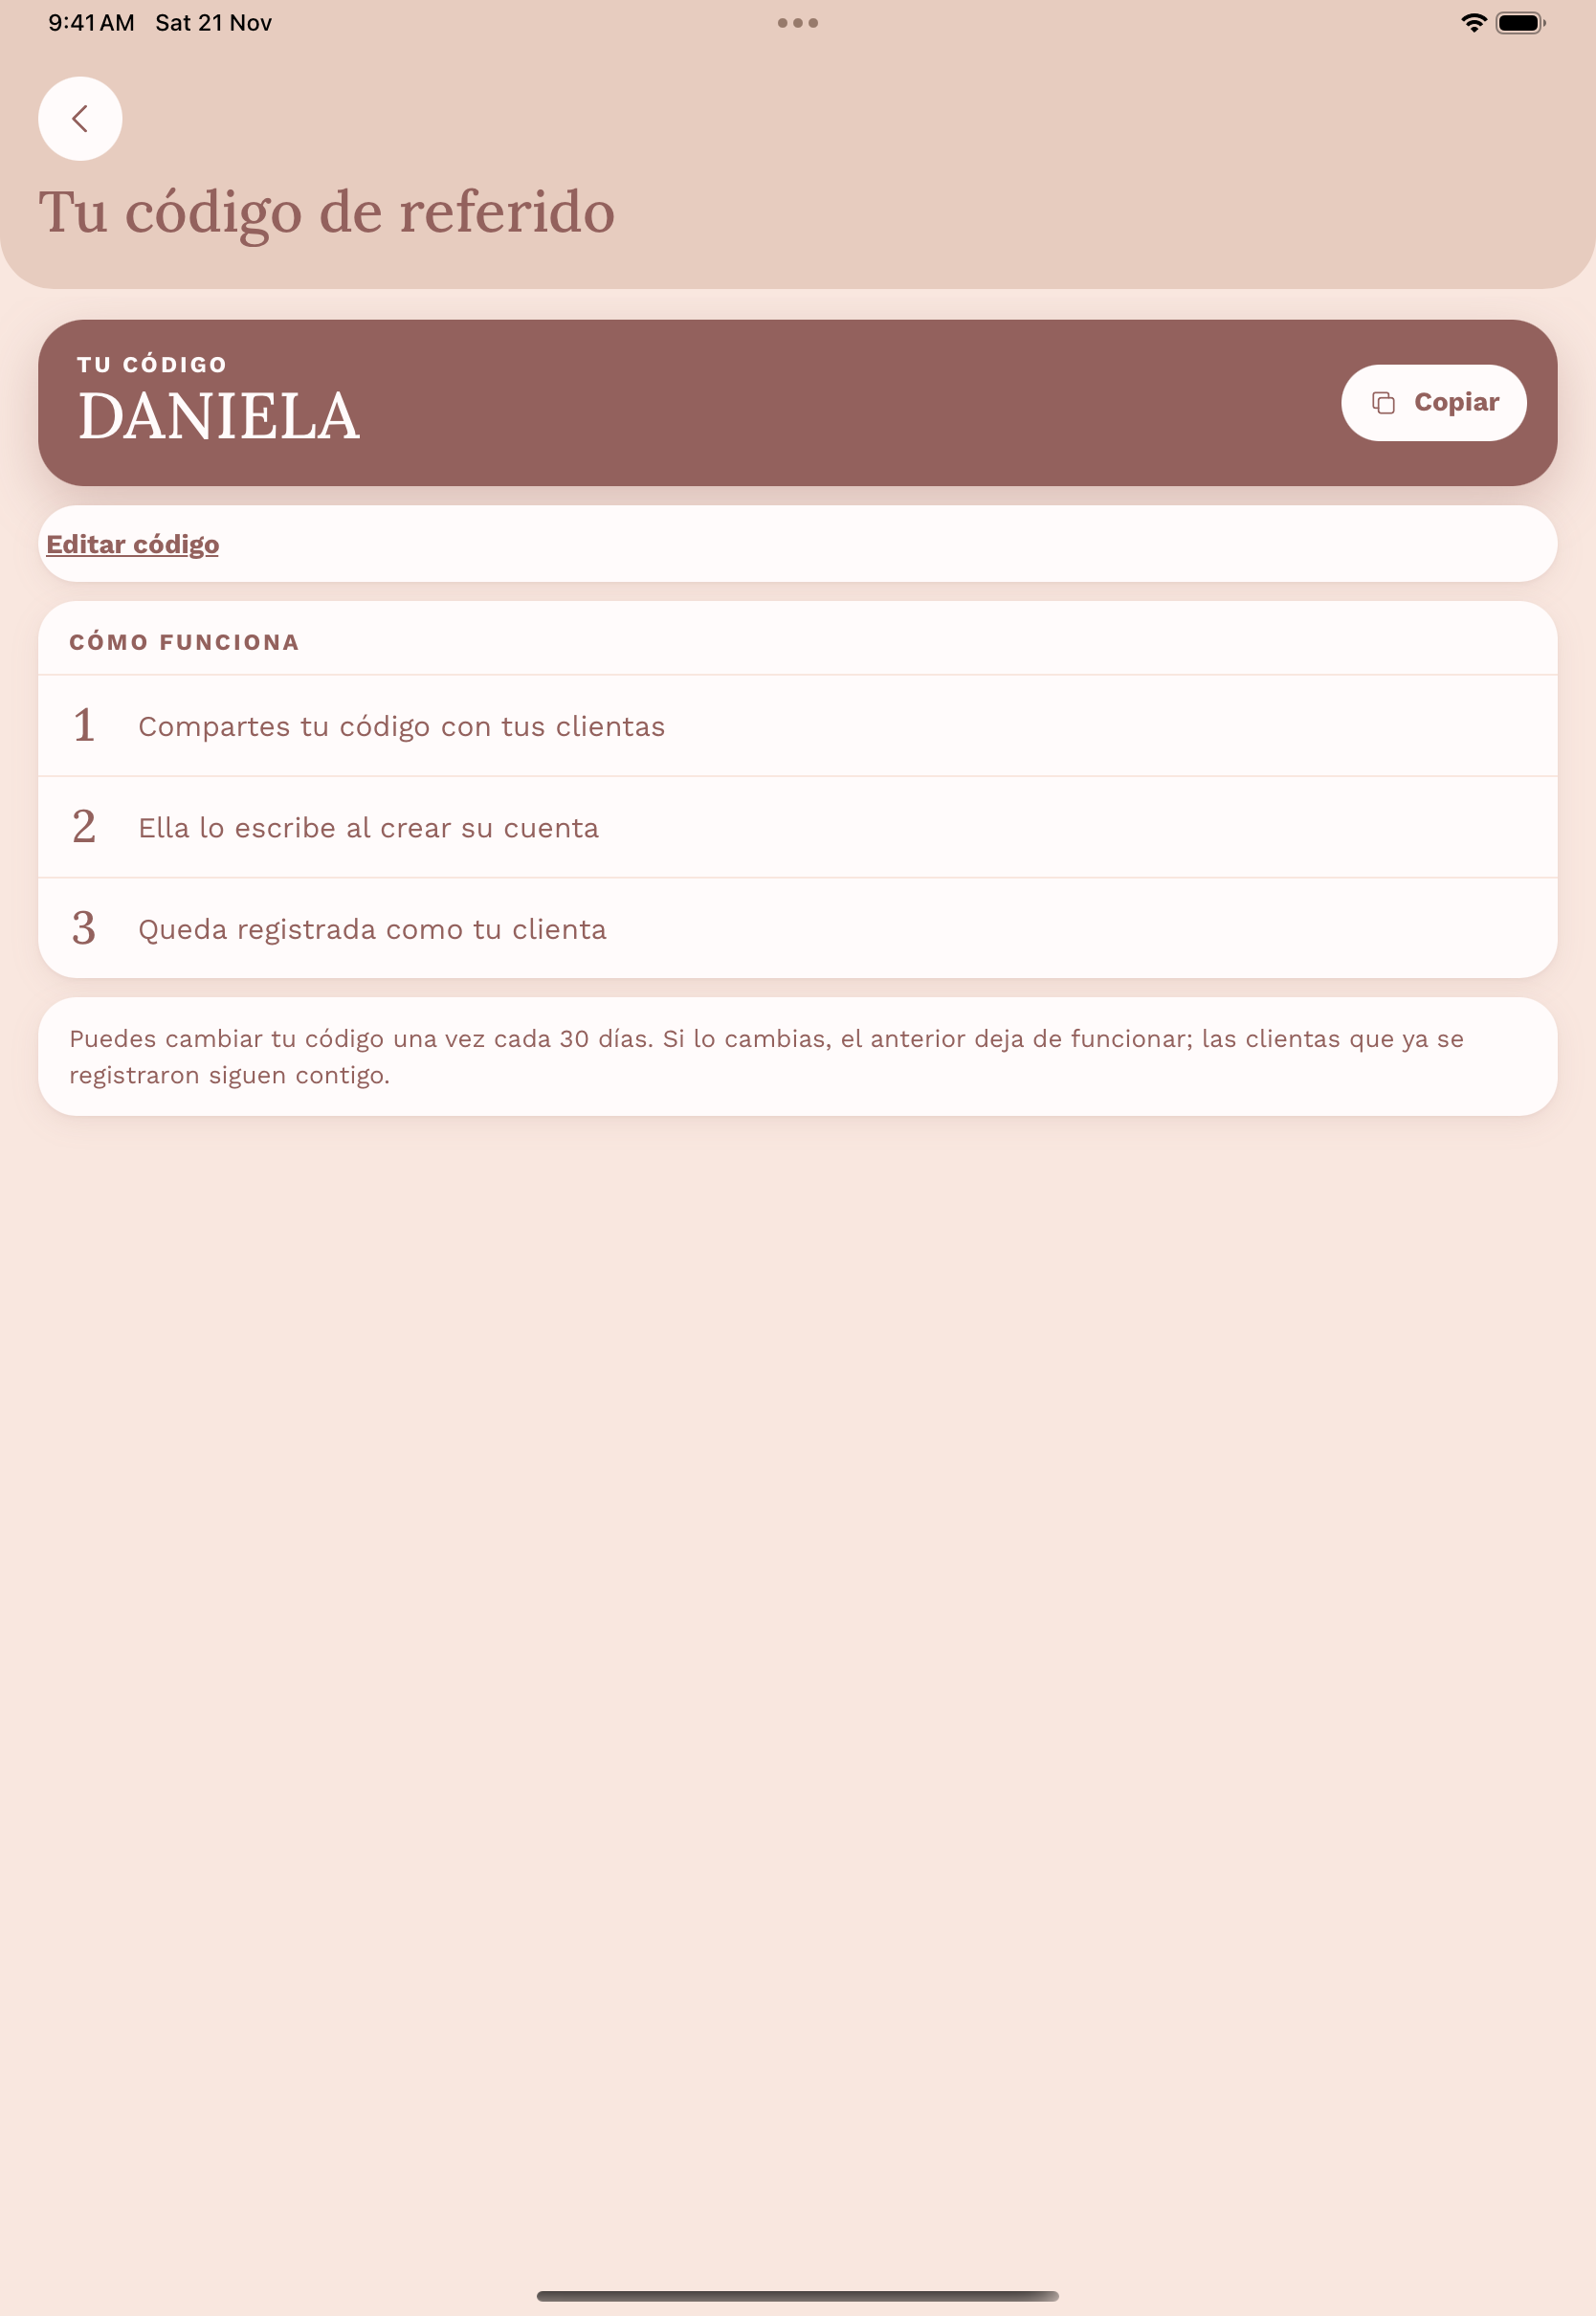 9:41 AM Sat 21 Nov
Tu código de referido
TU CÓDIGO
DANIELA
Copiar
Editar código
CÓMO FUNCIONA
1 Compartes tu código con tus clientas
2 Ella lo escribe al crear su cuenta
3 Queda registrada como tu clienta
Puedes cambiar tu código una vez cada 30 días. Si lo cambias, el anterior deja de funcionar; las clientas que ya se
registraron siguen contigo.